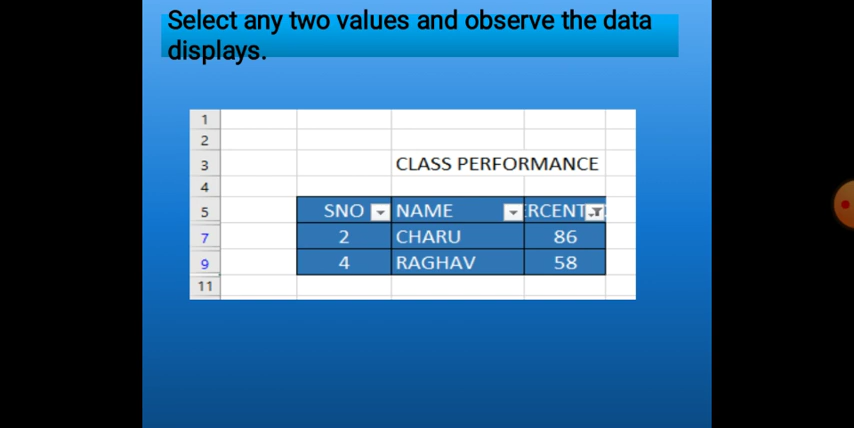 Select any two values and observe the data
displays.
1
2
3 CLASS PERFORMANCE
4
5 SNO NAME ERCENT
7 2 CHARU 86
9 4 RAGHAV 58
11